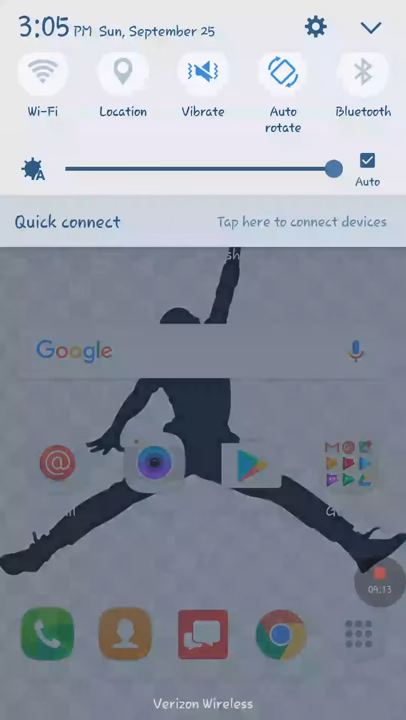 3:05 PM Sun, September 25
Wi-Fi
Location
Vibrate
Auto rotate
Bluetooth
A
Auto
Quick connect
Tap here to connect devices
Google
@
09:13
Verizon Wireless